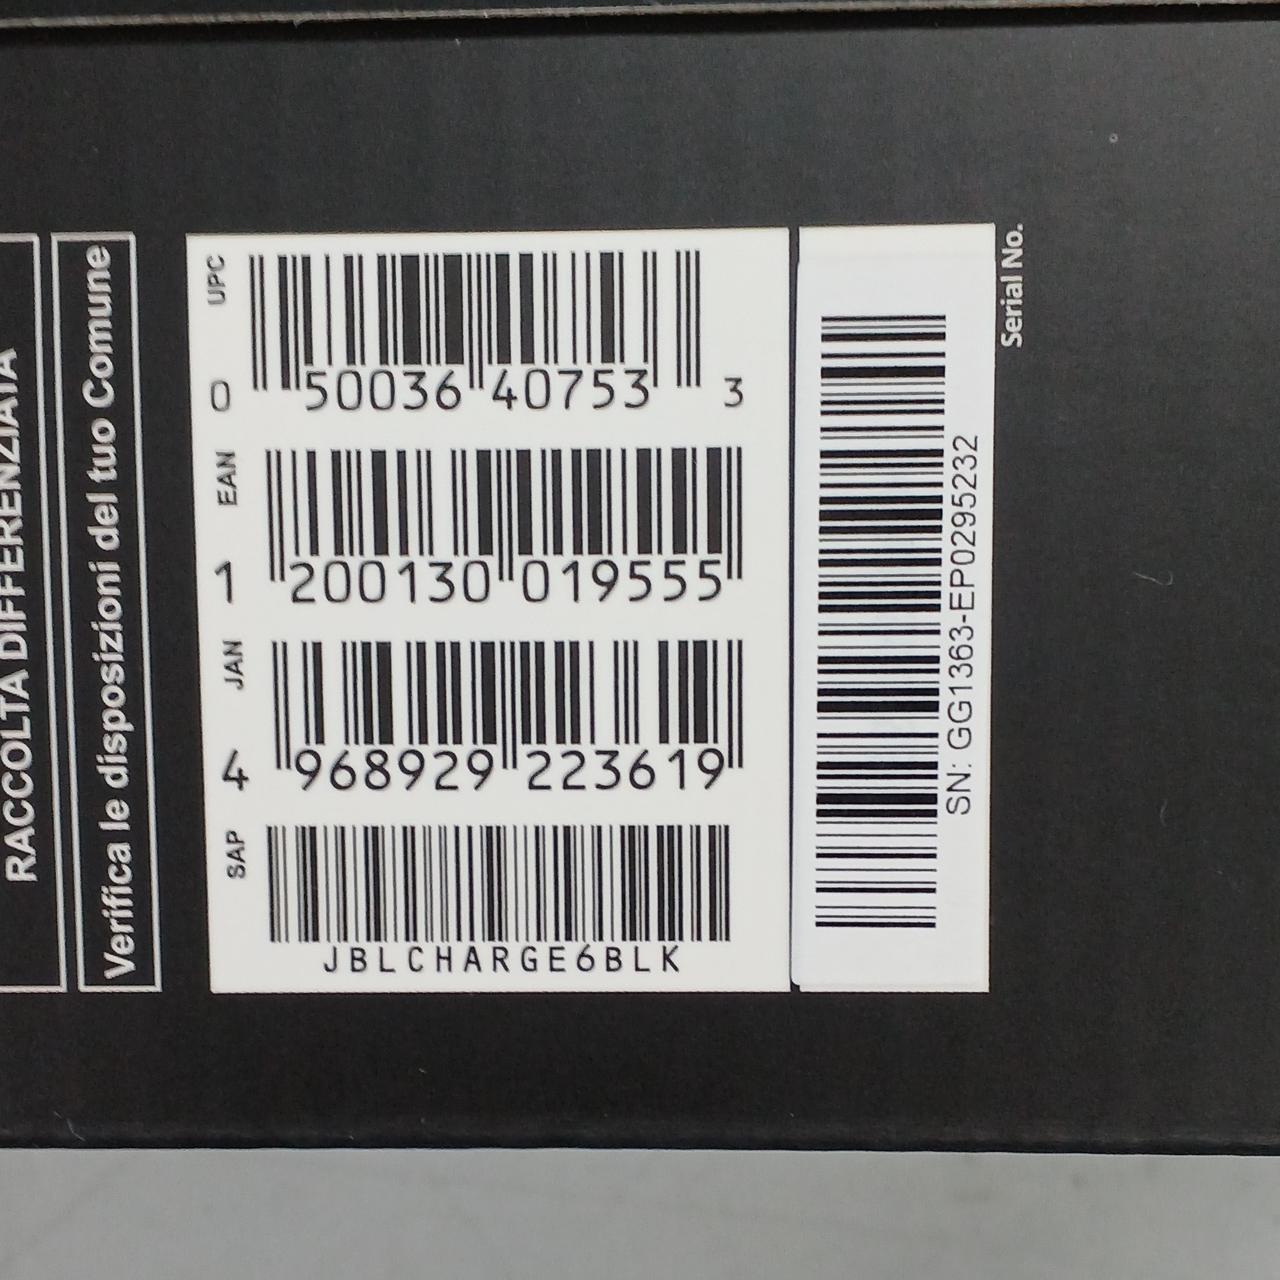 RACCOLTA DIFFERENZIATA
Verifica le disposizioni del tuo Comune
UPC
0 50036 40753 3
EAN
1 200130 019555
JAN
4 968929 223619
SAP
JBLCHARGE6BLK
SN: GG1363-EP0295232
Serial No.